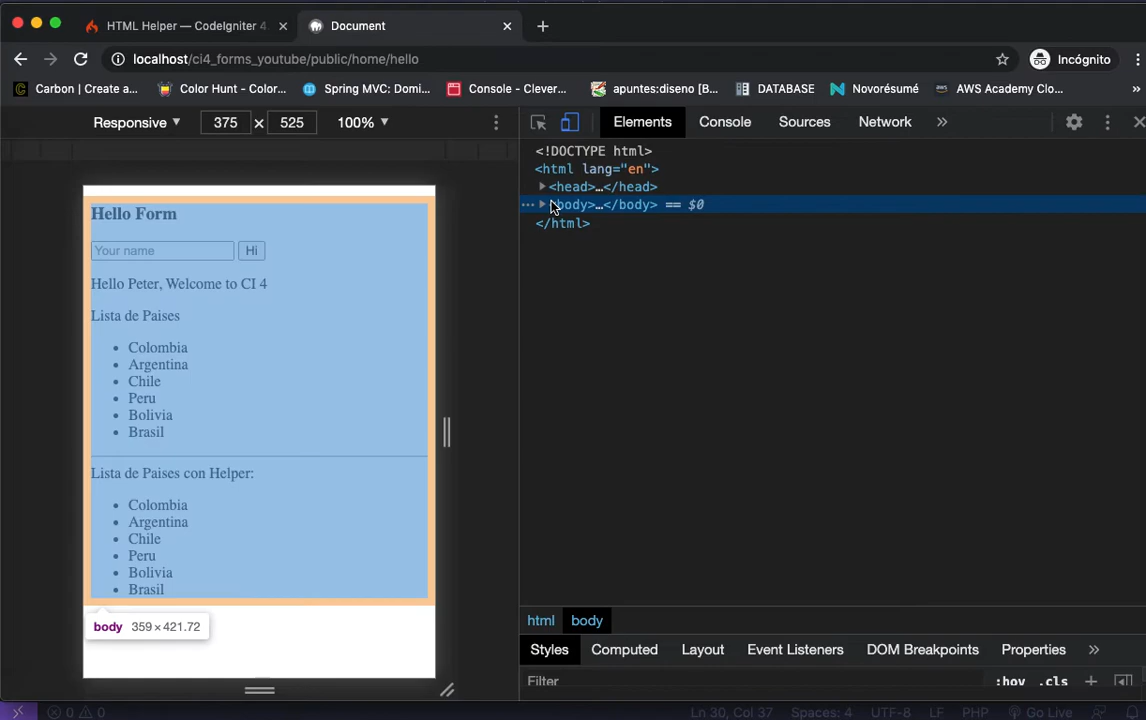 HTML Helper — CodeIgniter 4.
Document
localhost/ci4_forms_youtube/public/home/hello
Incógnito
Carbon | Create a...
Color Hunt - Color...
Spring MVC: Domi...
Console - Clever...
apuntes:diseno [B...
DATABASE
Novorésumé
AWS Academy Clo...
»
Responsive 375 × 525 100%
Elements Console Sources Network »
Hello Form
Your name Hi
Hello Peter, Welcome to CI 4
Lista de Paises
• Colombia
• Argentina
• Chile
• Peru
• Bolivia
• Brasil
Lista de Paises con Helper:
• Colombia
• Argentina
• Chile
• Peru
• Bolivia
• Brasil
body 359 × 421.72
<!DOCTYPE html>
<html lang="en">
<head>…</head>
<body>…</body> == $0
</html>
html body
Styles Computed Layout Event Listeners DOM Breakpoints Properties »
Filter :hov .cls +
0 0 Ln 30, Col 37 Spaces: 4 UTF-8 LF PHP Go Live